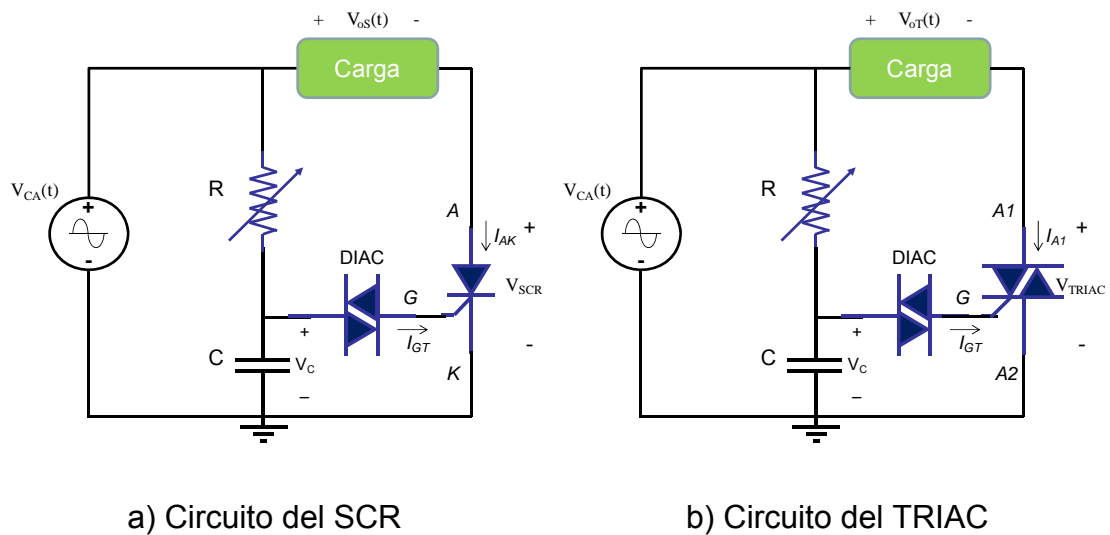 + VoS(t) -
Carga
R
VCA(t)
+
-
A
IAK
+
DIAC
VSCR
G
+
IGT
-
C
VC
K
–
a) Circuito del SCR
+ VoT(t) -
Carga
R
VCA(t)
+
-
A1
IA1
+
DIAC
VTRIAC
G
+
IGT
-
C
VC
A2
–
b) Circuito del TRIAC